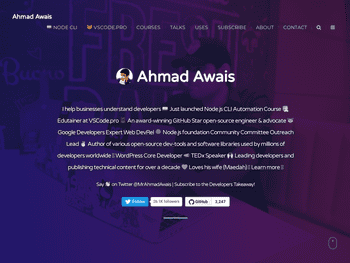 Ahmad Awais
NODE CLI VSCODE.PRO COURSES TALKS USES SUBSCRIBE ABOUT CONTACT
Ahmad Awais
I help businesses understand developers Just launched Node.js CLI Automation Course
Edutainer at VSCode.pro An award-winning GitHub Star open-source engineer & advocate
Google Developers Expert Web DevRel Node.js foundation Community Committee Outreach
Lead Author of various open-source dev-tools and software libraries used by millions of
developers worldwide WordPress Core Developer TEDx Speaker Leading developers and
publishing technical content for over a decade Loves his wife (Maedah) Learn more
Say on Twitter @MrAhmadAwais | Subscribe to the Developers Takeaway!
Follow followers GitHub 3,247